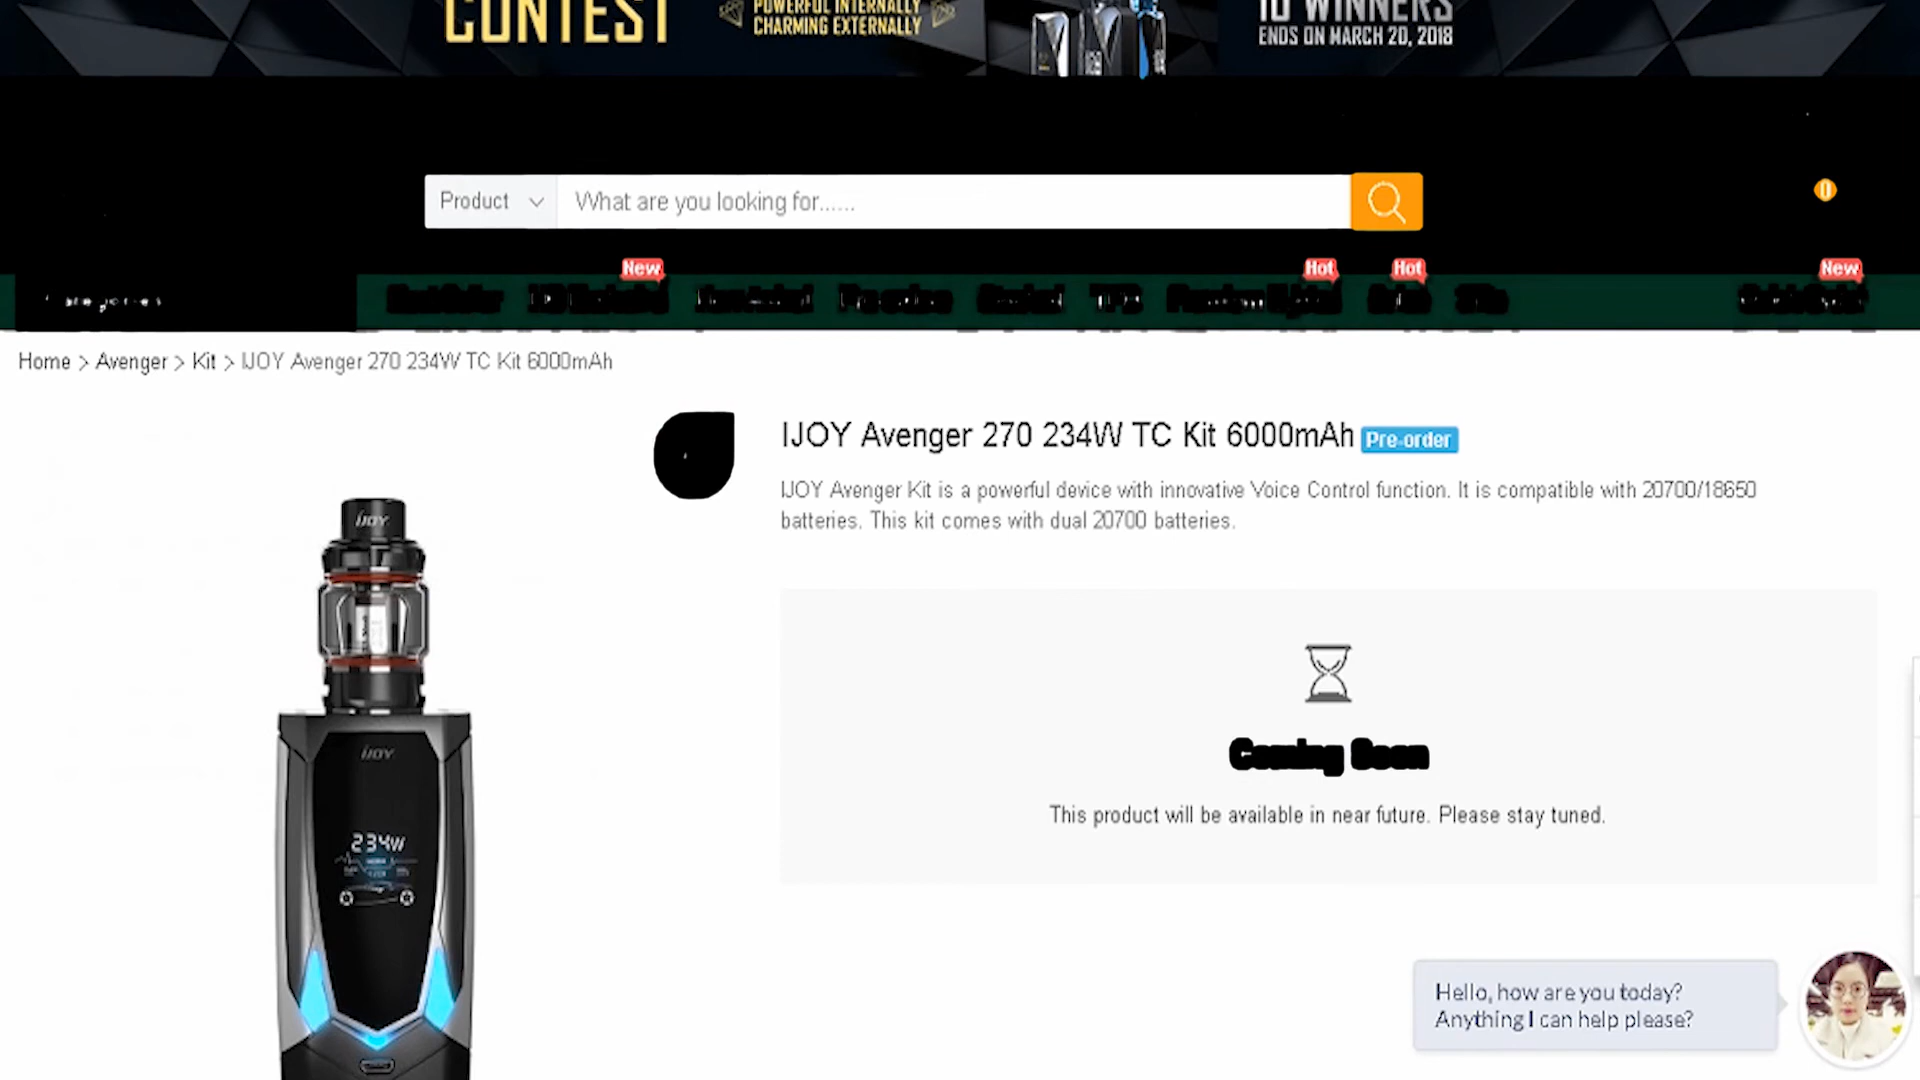 CONTEST
POWERFUL INTERNALLY
CHARMING EXTERNALLY
10 WINNERS
ENDS ON MARCH 20, 2018
Product
What are you looking for......
0
New
Hot
Hot
New
Home > Avenger > Kit > IJOY Avenger 270 234W TC Kit 6000mAh
IJOY Avenger 270 234W TC Kit 6000mAh Pre-order
IJOY Avenger Kit is a powerful device with innovative Voice Control function. It is compatible with 20700/18650
batteries. This kit comes with dual 20700 batteries.
IJOY
IJOY
234W
Coming Soon
This product will be available in near future. Please stay tuned.
Hello, how are you today?
Anything I can help please?